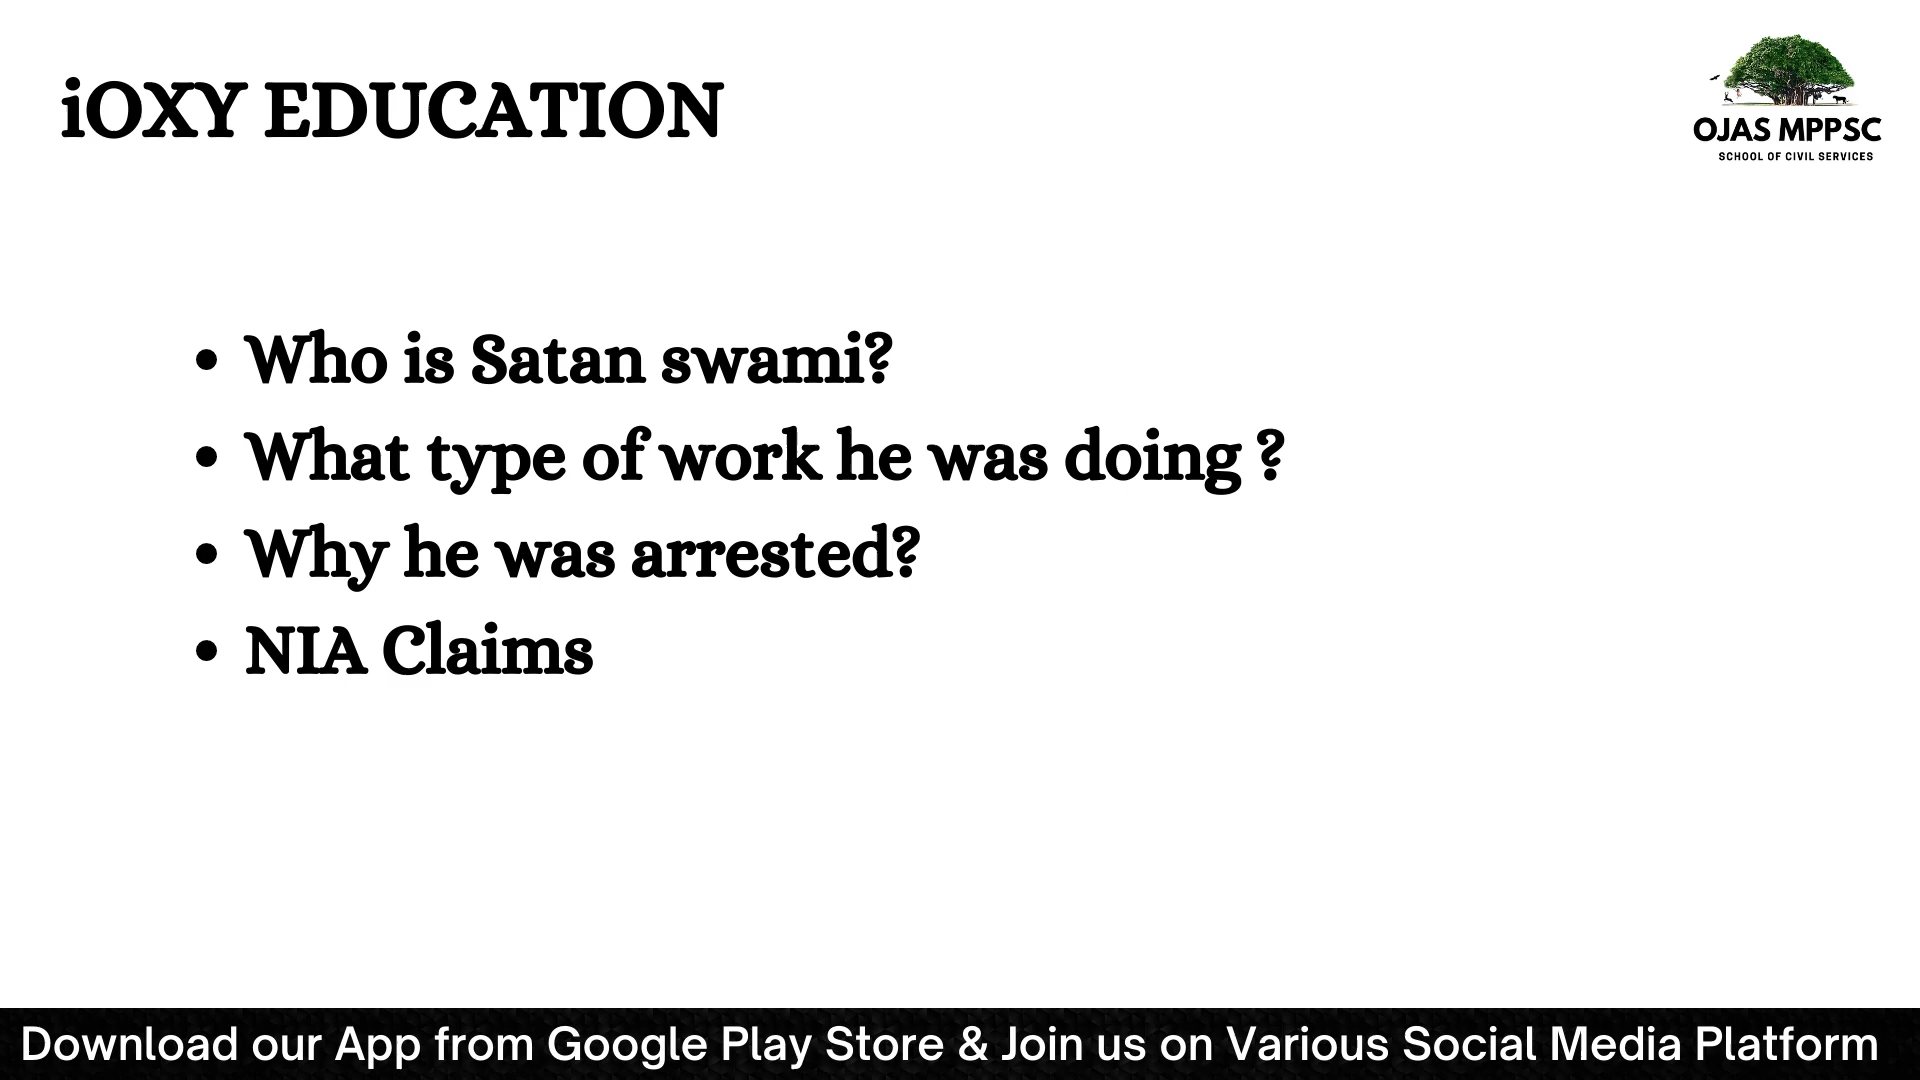 iOXY EDUCATION
OJAS MPPSC
SCHOOL OF CIVIL SERVICES
• Who is Satan swami?
• What type of work he was doing ?
• Why he was arrested?
• NIA Claims
Download our App from Google Play Store & Join us on Various Social Media Platform